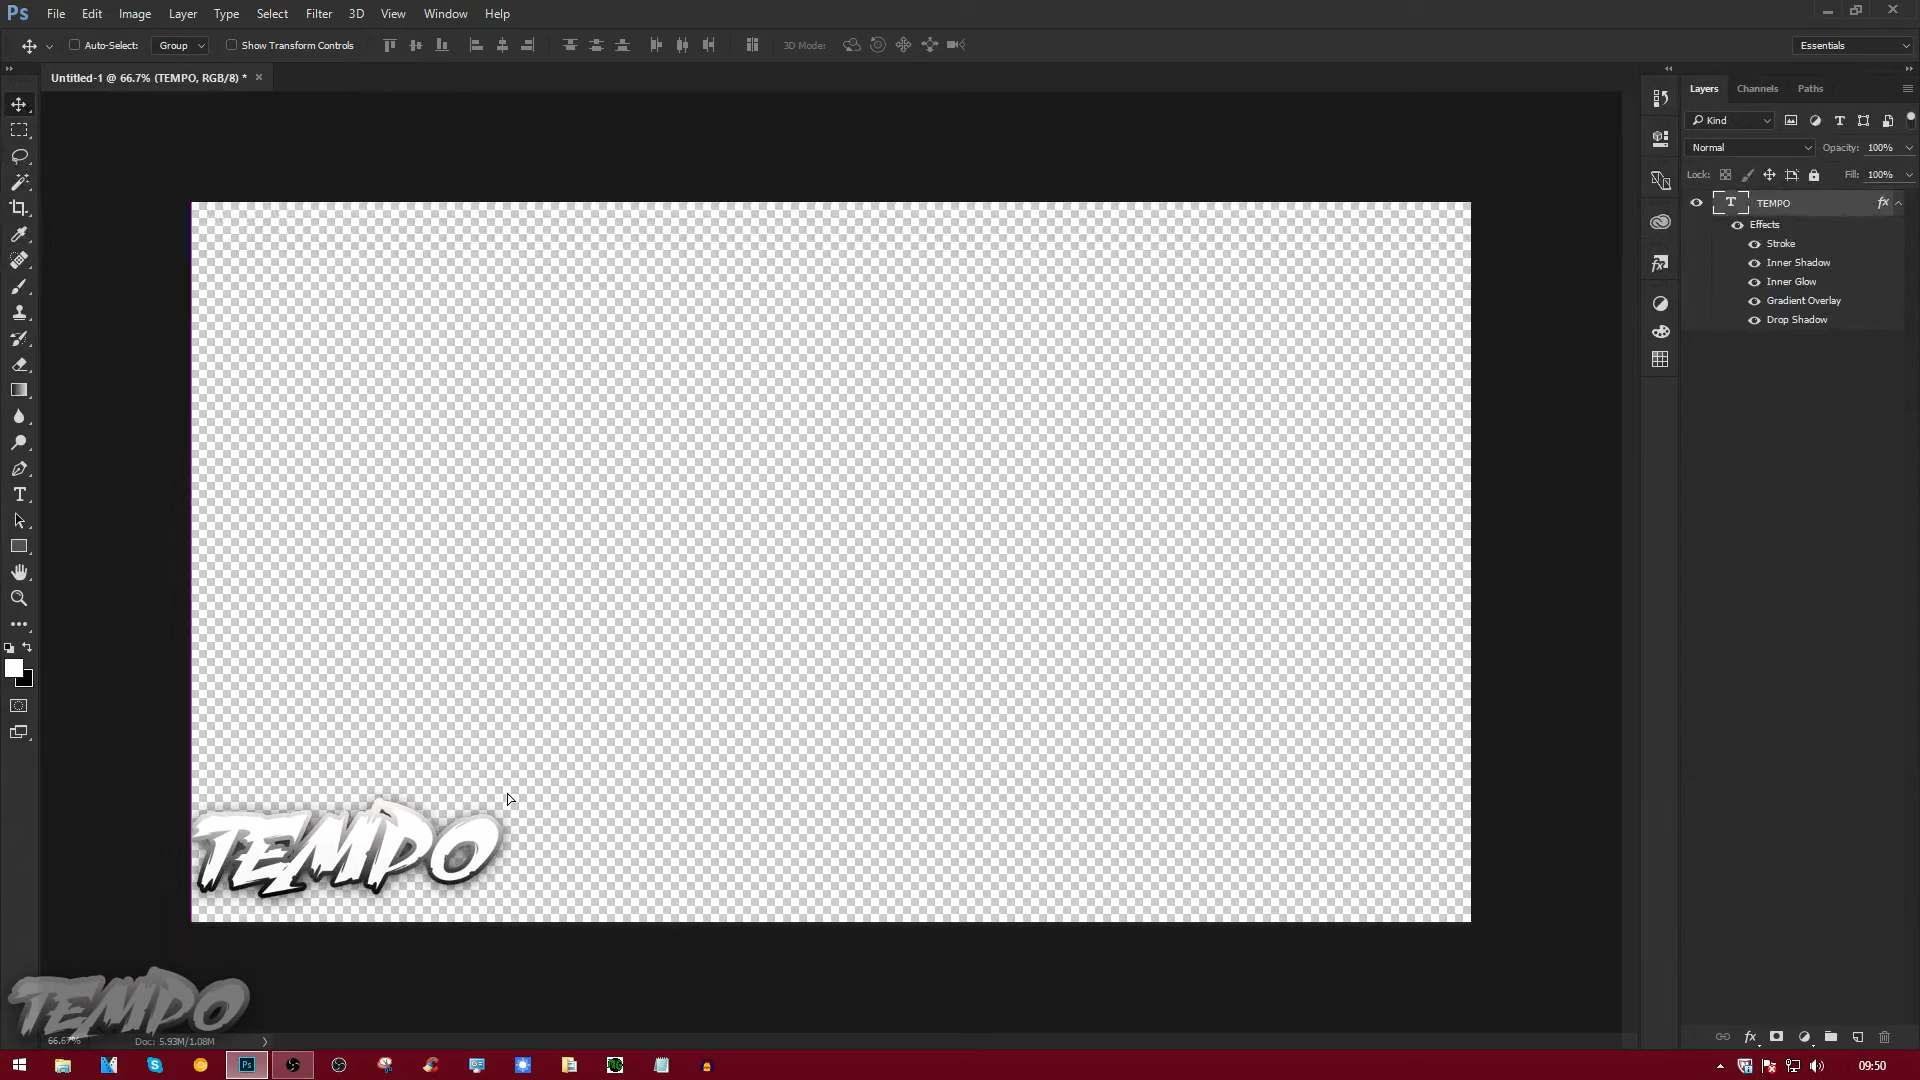 Ps File Edit Image Layer Type Select Filter 3D View Window Help
Auto-Select: Group Show Transform Controls 3D Mode: Essentials
Untitled-1 @ 66.7% (TEMPO, RGB/8) * ×
Layers Channels Paths
Kind
Normal Opacity: 100%
Lock: Fill: 100%
T TEMPO fx
Effects
Stroke
Inner Shadow
Inner Glow
Gradient Overlay
Drop Shadow
TEMPO
TEMPO
66.67% Doc: 5.93M/1.08M
Ps 09:50